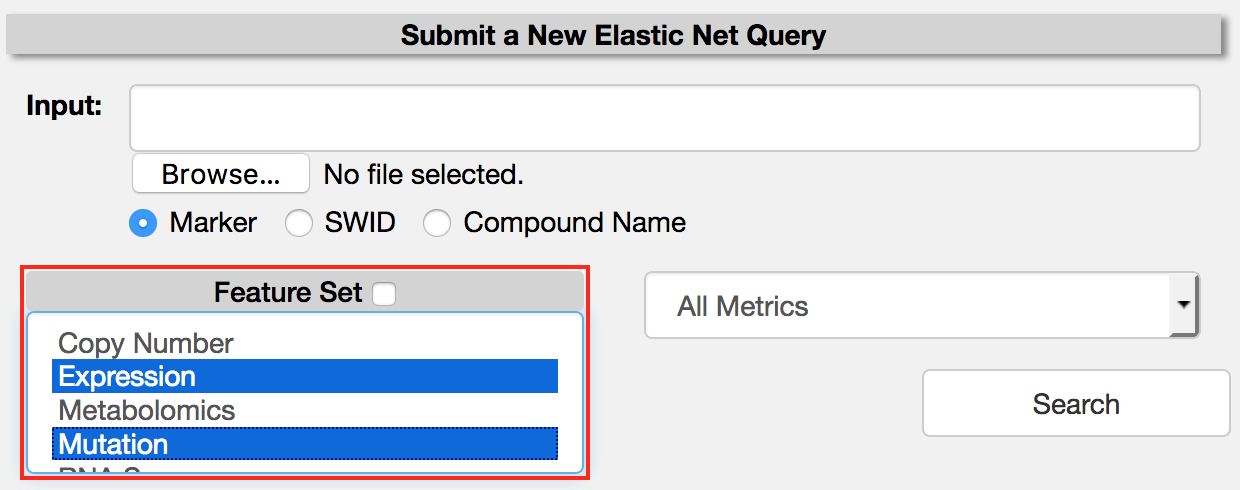 Submit a New Elastic Net Query
Input:
Browse... No file selected.
Marker SWID Compound Name
Feature Set
All Metrics
Copy Number
Expression
Metabolomics
Mutation
Search